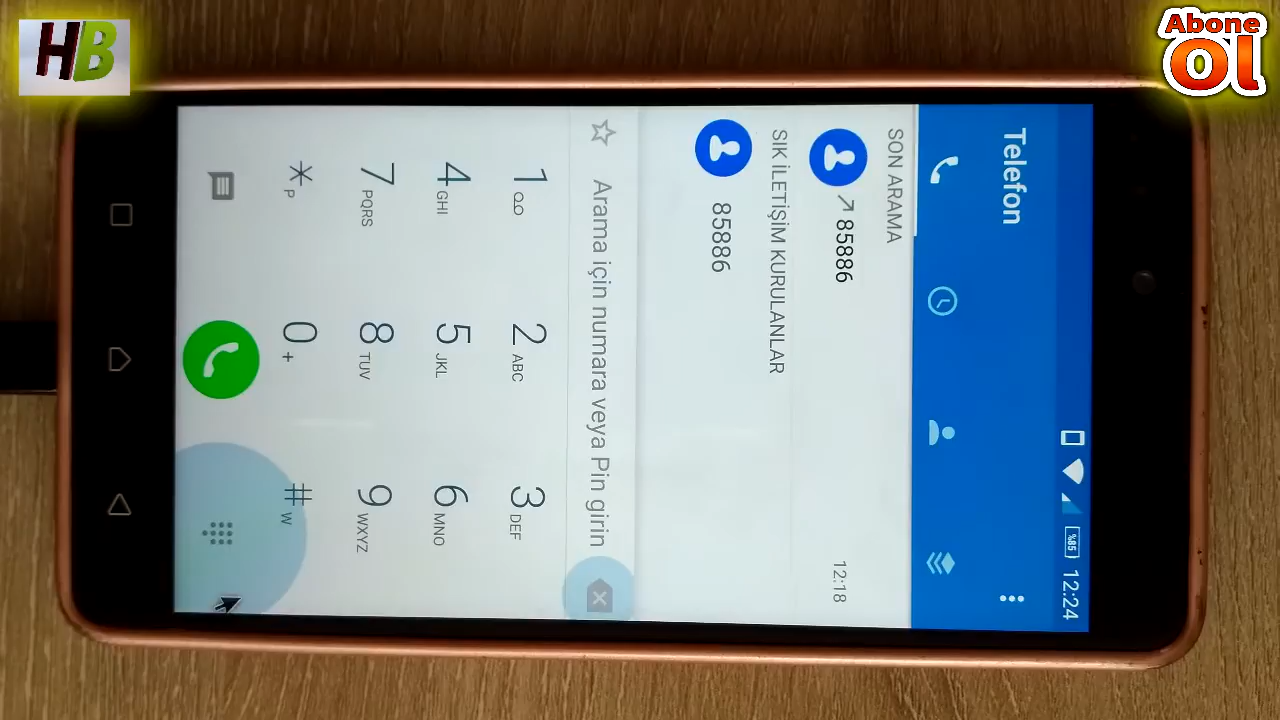 HB
Abone
Ol
%85 12:24
Telefon
SON ARAMA
85886 12:18
SIK İLETİŞİM KURULANLAR
85886
Arama için numara veya Pin girin
1 2 ABC 3 DEF
4 GHI 5 JKL 6 MNO
7 PQRS 8 TUV 9 WXYZ
* P 0 + # W